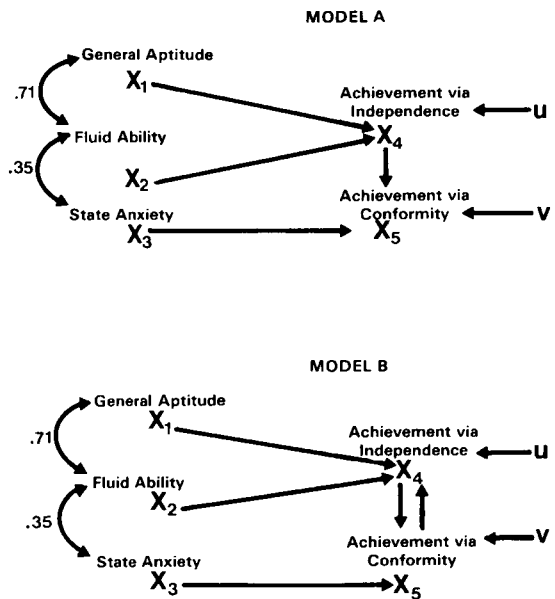 MODEL A
General Aptitude
X1
.71
Fluid Ability
.35
X2
State Anxiety
X3
Achievement via
Independence
u
X4
Achievement via
Conformity
v
X5
MODEL B
General Aptitude
X1
.71
Fluid Ability
X2
.35
State Anxiety
X3
Achievement via
Independence
u
X4
Achievement via
Conformity
v
X5